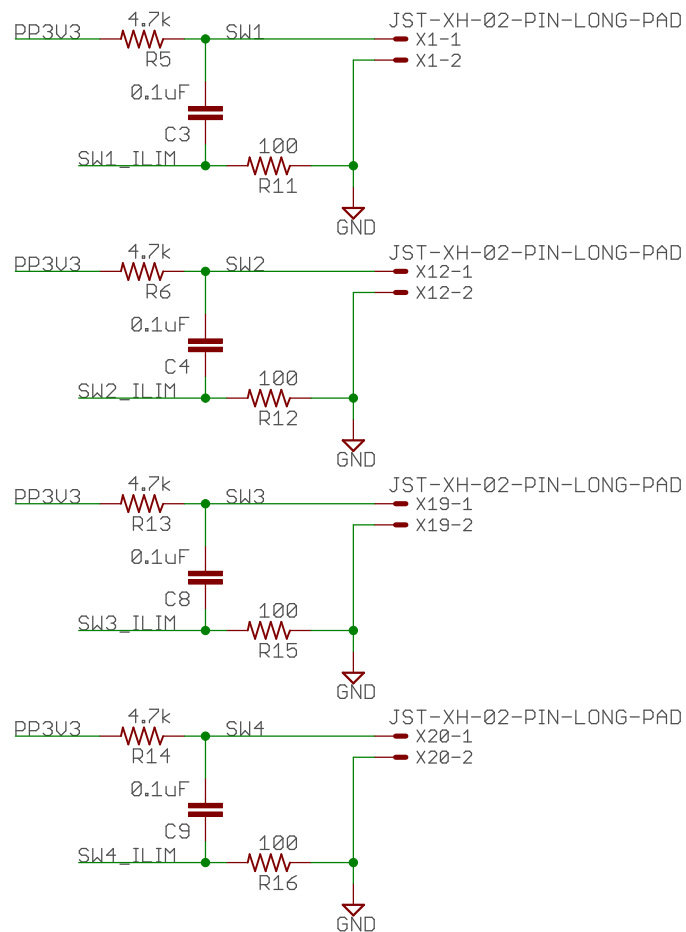 4.7k
JST-XH-02-PIN-LONG-PAD
PP3V3
SW1
X1-1
R5
X1-2
0.1uF
C3
100
SW1_ILIM
R11
GND
4.7k
JST-XH-02-PIN-LONG-PAD
PP3V3
SW2
X12-1
R6
X12-2
0.1uF
C4
100
SW2_ILIM
R12
GND
4.7k
JST-XH-02-PIN-LONG-PAD
PP3V3
SW3
X19-1
R13
X19-2
0.1uF
C8
100
SW3_ILIM
R15
GND
4.7k
JST-XH-02-PIN-LONG-PAD
PP3V3
SW4
X20-1
R14
X20-2
0.1uF
C9
100
SW4_ILIM
R16
GND